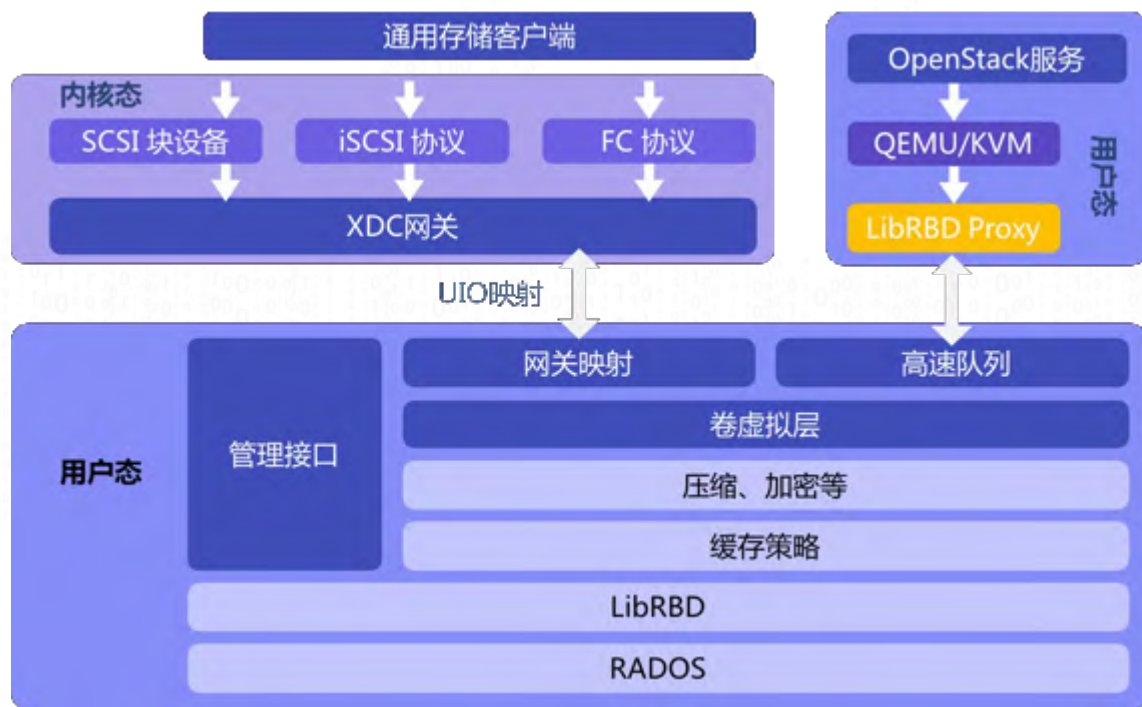 通用存储客户端
内核态
SCSI 块设备
iSCSI 协议
FC 协议
XDC网关
OpenStack服务
QEMU/KVM
LibRBD Proxy
用户态
UIO映射
用户态
管理接口
网关映射
高速队列
卷虚拟层
压缩、加密等
缓存策略
LibRBD
RADOS